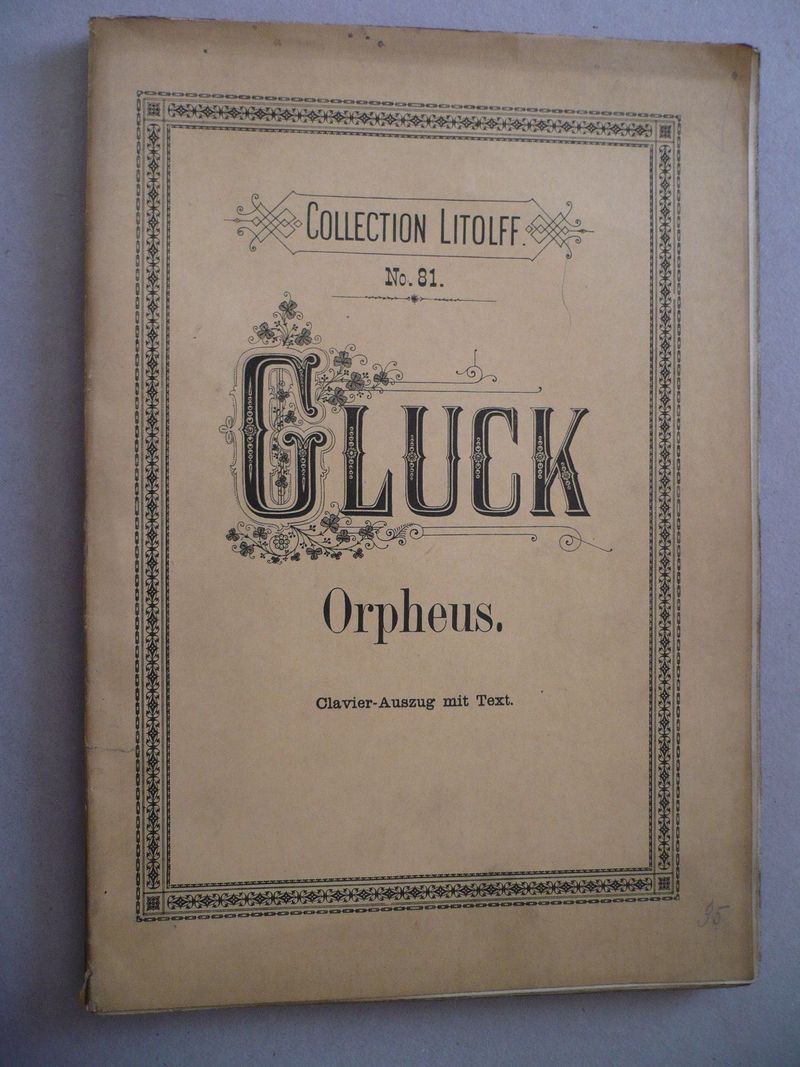 COLLECTION LITOLFF.
No. 81.
GLUCK
Orpheus.
Clavier-Auszug mit Text.